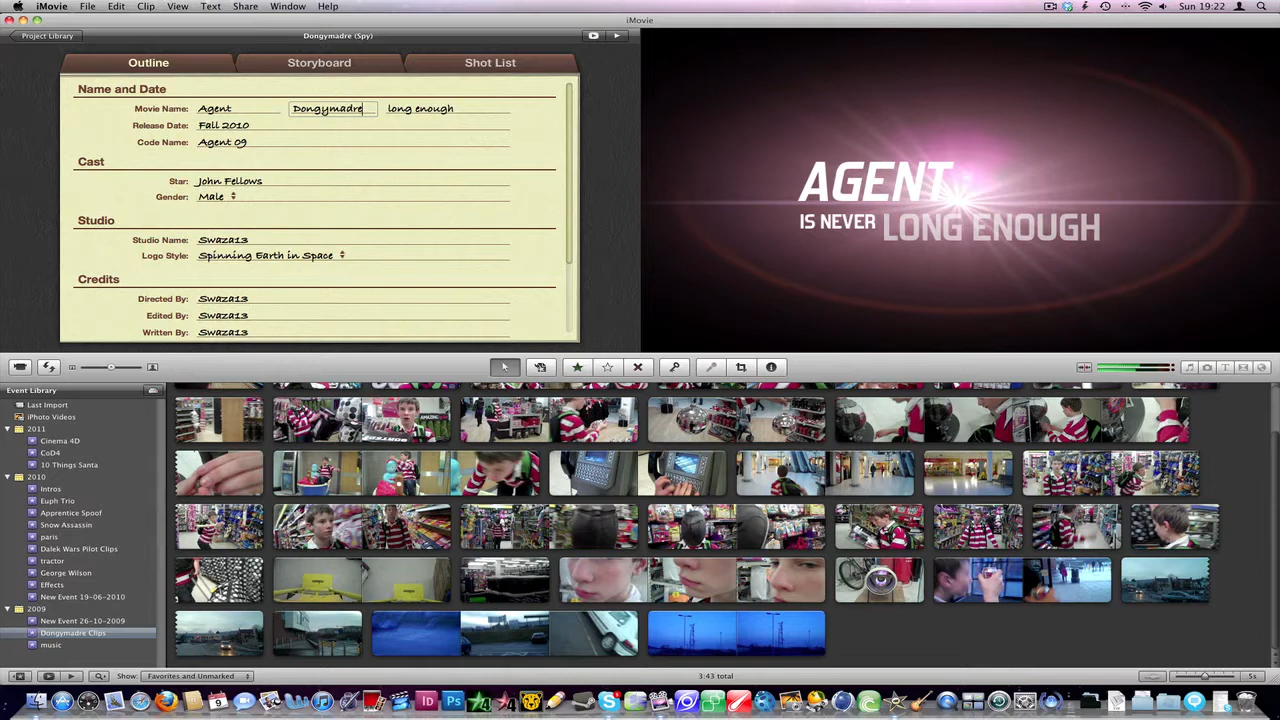 iMovie File Edit Clip View Text Share Window Help Sun 19:22
iMovie
Project Library Dongymadre (Spy)
Outline Storyboard Shot List
Name and Date
Movie Name: Agent Dongymadre long enough
Release Date: Fall 2010
Code Name: Agent 09
Cast
Star: John Fellows
Gender: Male
Studio
Studio Name: Swaza13
Logo Style: Spinning Earth in Space
Credits
Directed By: Swaza13
Edited By: Swaza13
Written By: Swaza13
AGENT
IS NEVER LONG ENOUGH
Event Library
Last Import
iPhoto Videos
2011
Cinema 4D
CoD4
10 Things Santa
2010
Intros
Euph Trio
Apprentice Spoof
Snow Assassin
paris
Dalek Wars Pilot Clips
tractor
George Wilson
Effects
New Event 19-06-2010
2009
New Event 26-10-2009
Dongymadre Clips
music
Show: Favorites and Unmarked 3:43 total 5s